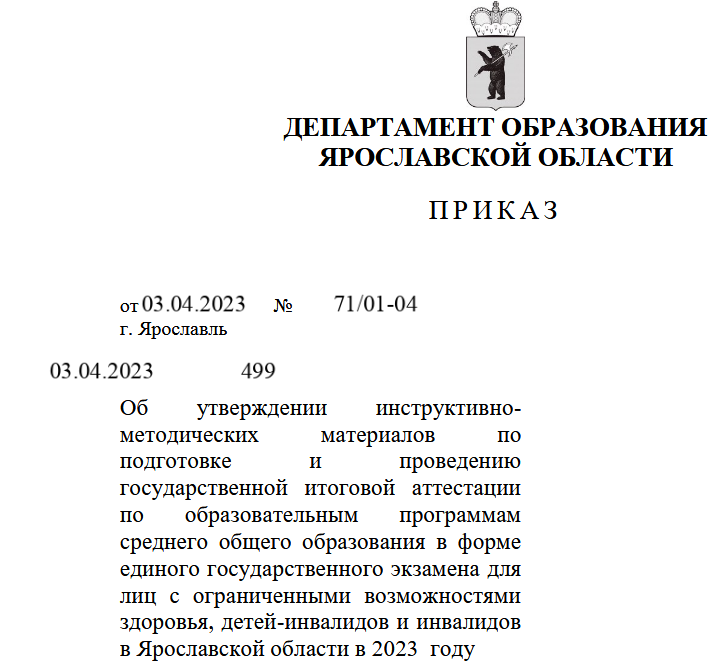 ДЕПАРТАМЕНТ ОБРАЗОВАНИЯ
ЯРОСЛАВСКОЙ ОБЛАСТИ
ПРИКАЗ
от 03.04.2023 № 71/01-04
г. Ярославль
03.04.2023 499
Об утверждении инструктивно-
методических материалов по
подготовке и проведению
государственной итоговой аттестации
по образовательным программам
среднего общего образования в форме
единого государственного экзамена для
лиц с ограниченными возможностями
здоровья, детей-инвалидов и инвалидов
в Ярославской области в 2023 году